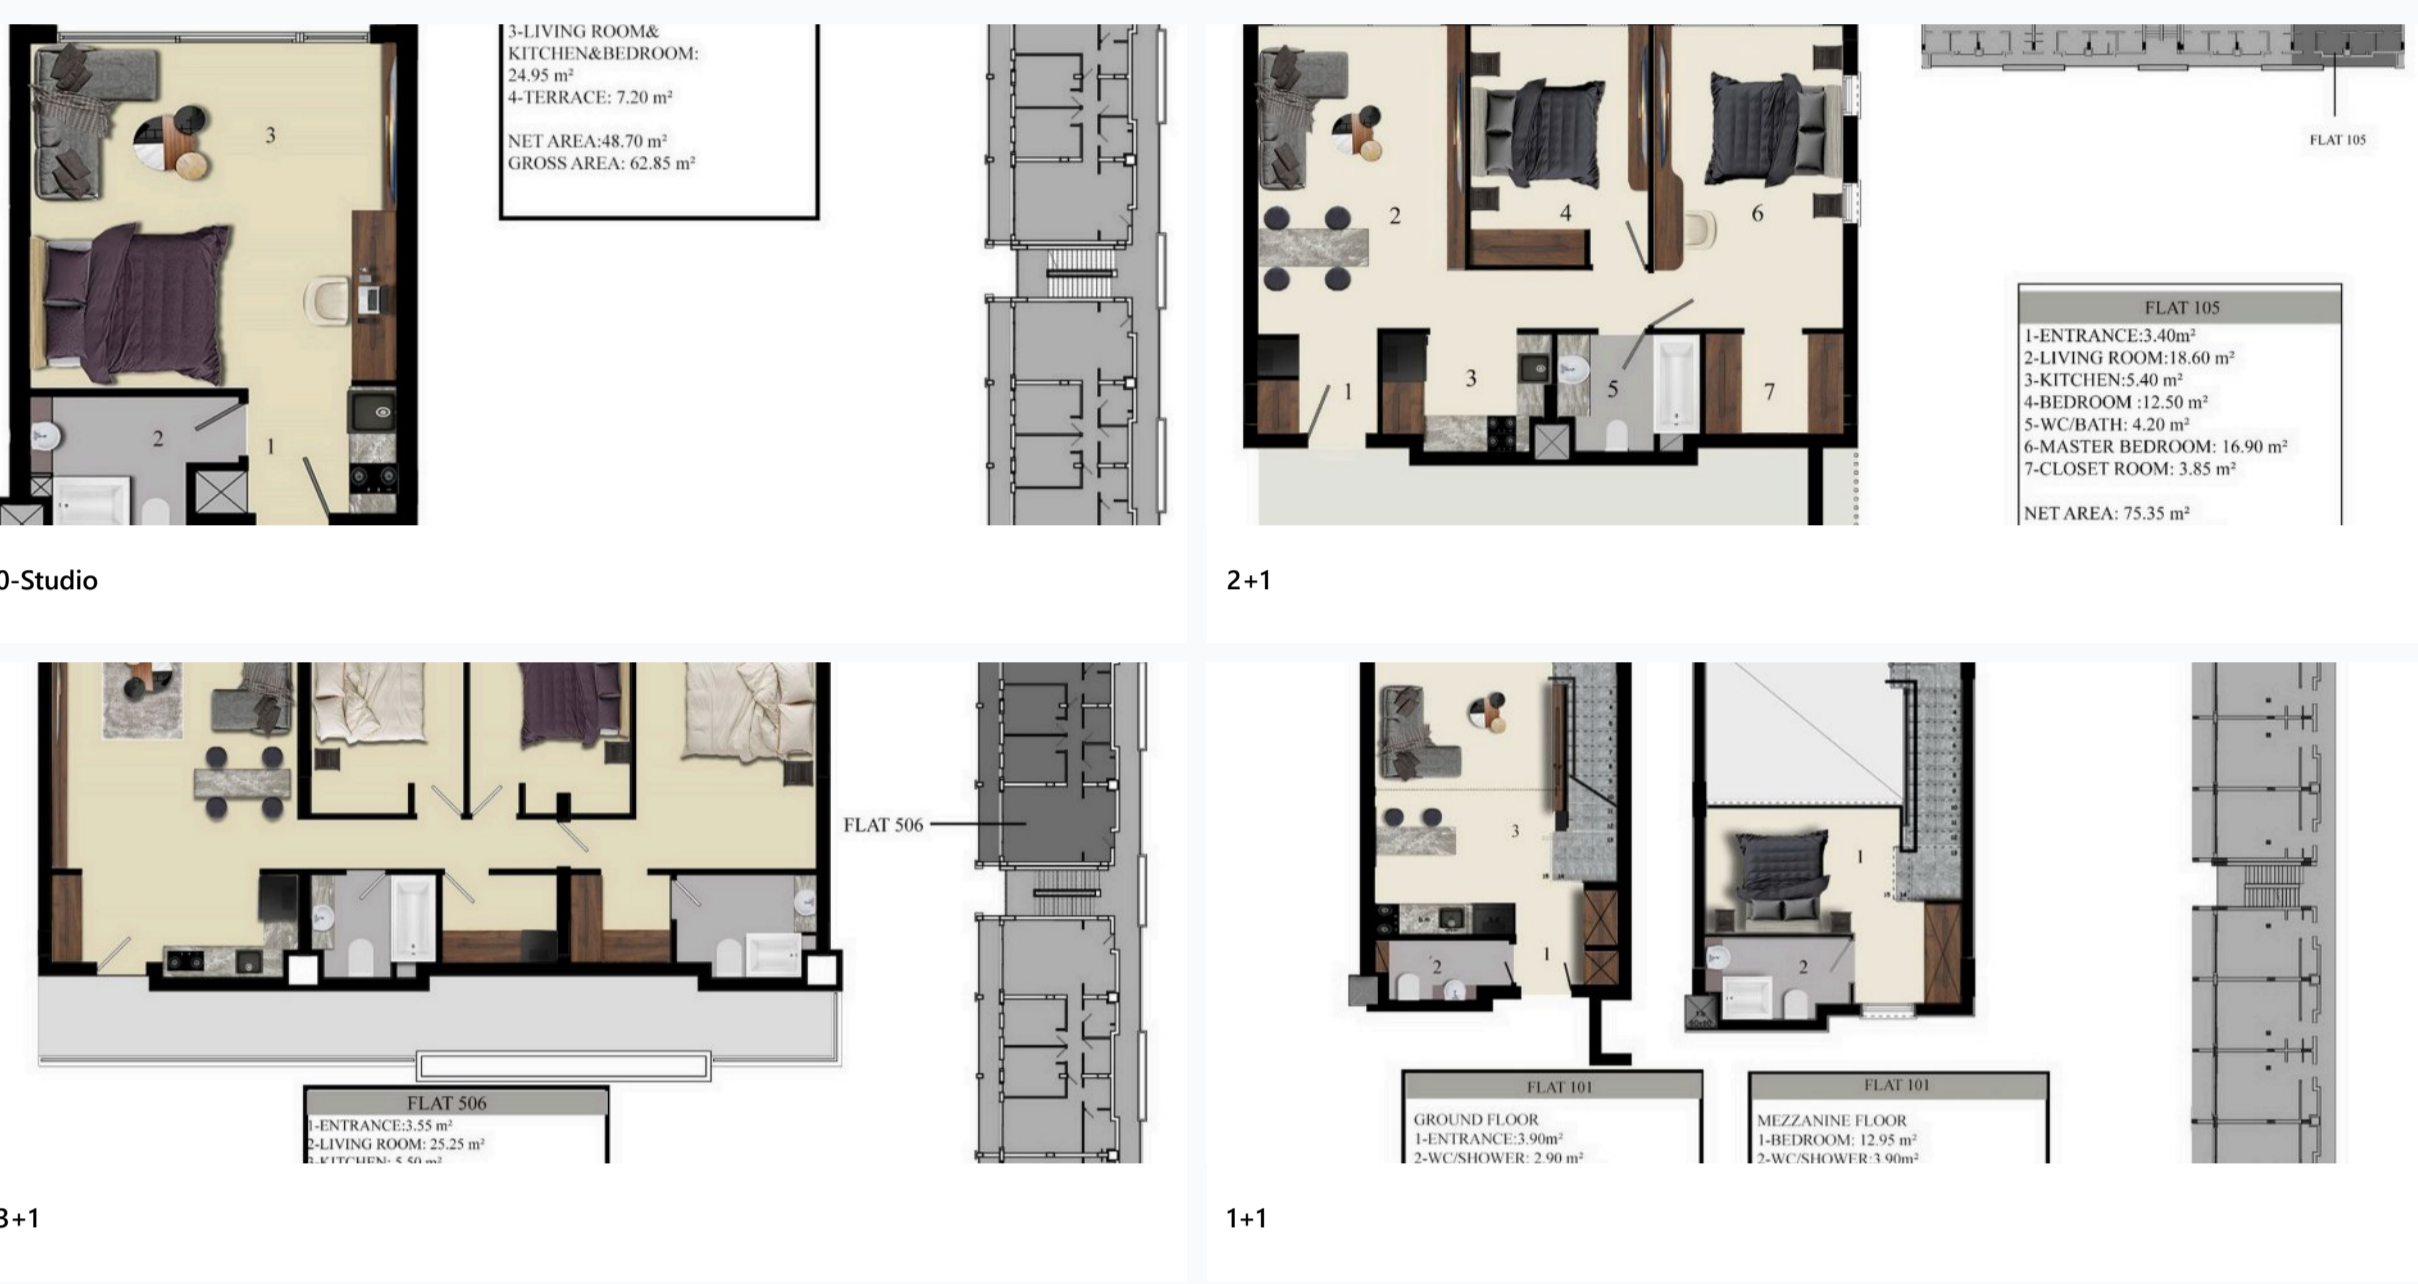 3-LIVING ROOM&
KITCHEN&BEDROOM:
24.95 m²
4-TERRACE: 7.20 m²
NET AREA:48.70 m²
GROSS AREA: 62.85 m²
3
2
1
0-Studio
FLAT 105
2
4
6
1
3
5
7
FLAT 105
1-ENTRANCE:3.40m²
2-LIVING ROOM:18.60 m²
3-KITCHEN:5.40 m²
4-BEDROOM :12.50 m²
5-WC/BATH: 4.20 m²
6-MASTER BEDROOM: 16.90 m²
7-CLOSET ROOM: 3.85 m²
NET AREA: 75.35 m²
2+1
FLAT 506
FLAT 506
1-ENTRANCE:3.55 m²
2-LIVING ROOM: 25.25 m²
3-KITCHEN: 5.50 m²
3+1
3
1
2
1
2
FLAT 101
GROUND FLOOR
1-ENTRANCE:3.90m²
2-WC/SHOWER: 2.90 m²
FLAT 101
MEZZANINE FLOOR
1-BEDROOM: 12.95 m²
2-WC/SHOWER:3.90m²
1+1